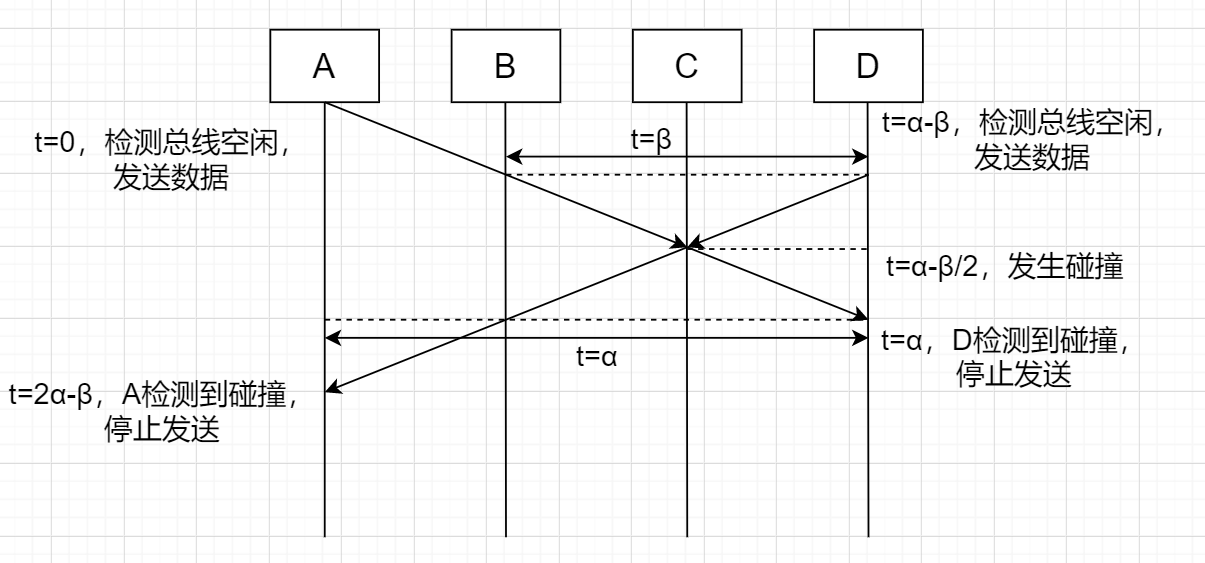 A
B
C
D
t=0，检测总线空闲，
发送数据
t=β
t=α-β，检测总线空闲，
发送数据
t=α-β/2，发生碰撞
t=α，D检测到碰撞，
停止发送
t=α
t=2α-β，A检测到碰撞，
停止发送